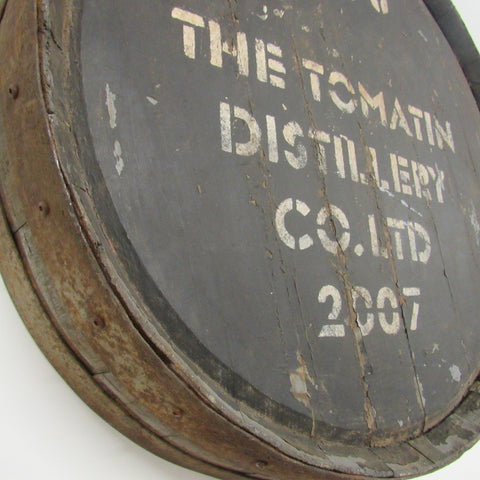 THE TOMATIN
DISTILLERY
CO. LTD
2007